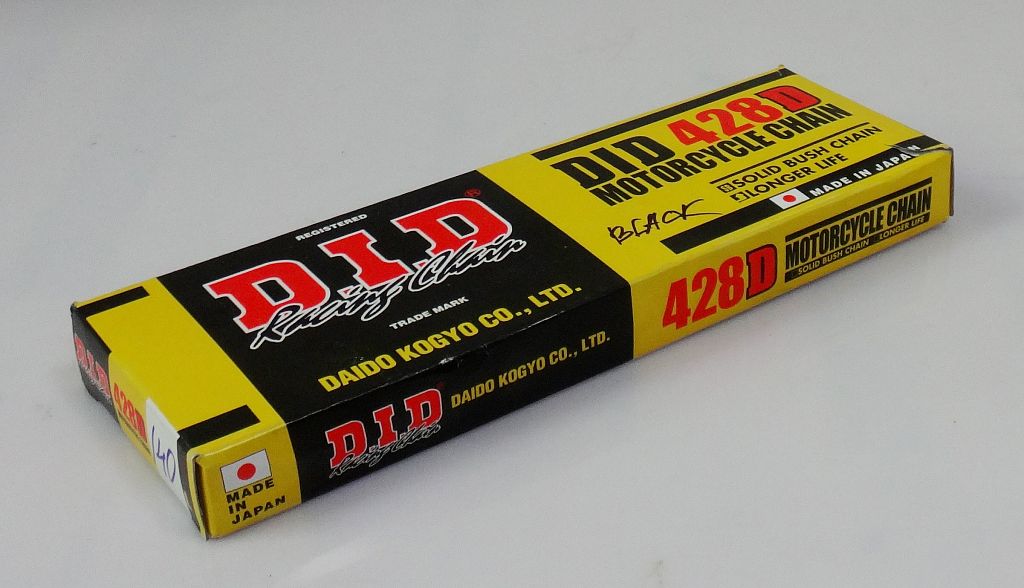 REGISTERED
D.I.D®
Racing Chain
TRADE MARK
DAIDO KOGYO CO., LTD.
DID 428D
MOTORCYCLE CHAIN
SOLID BUSH CHAIN
LONGER LIFE
MADE IN JAPAN
BLACK
D.I.D
428D
140
MADE
IN
JAPAN
D.I.D®
Racing Chain
DAIDO KOGYO CO., LTD.
428D
MOTORCYCLE CHAIN
SOLID BUSH CHAIN LONGER LIFE